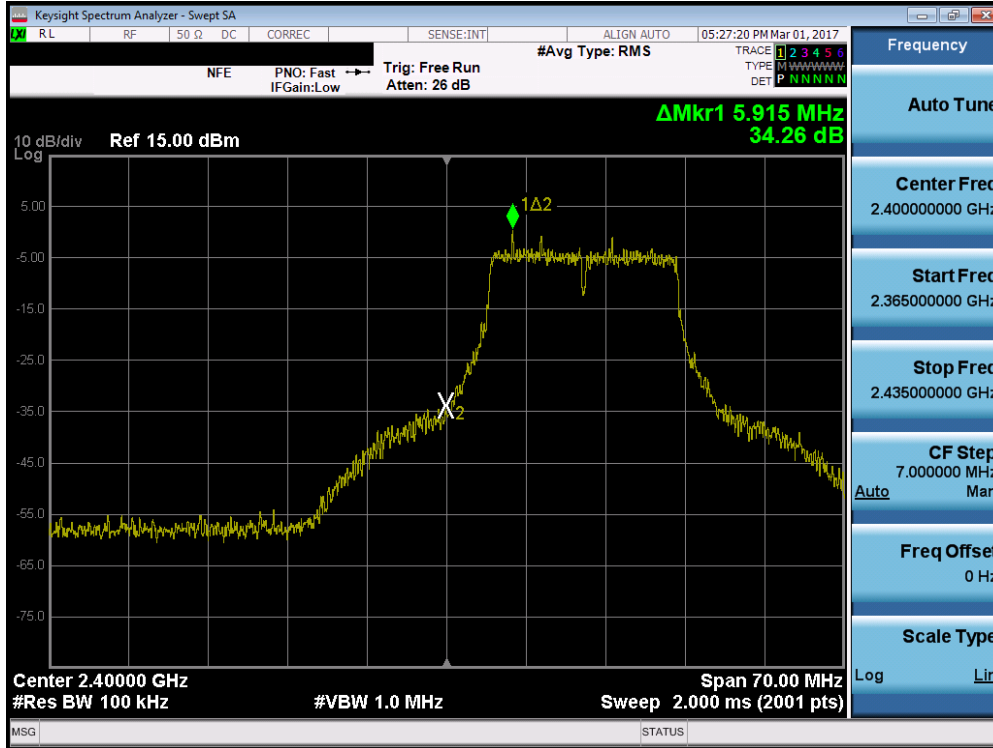 Keysight Spectrum Analyzer - Swept SA
LXI RL RF 50 Ω DC CORREC SENSE:INT ALIGN AUTO 05:27:20 PM Mar 01, 2017
NFE PNO: Fast Trig: Free Run #Avg Type: RMS TRACE 1 2 3 4 5 6
IFGain:Low Atten: 26 dB TYPE M W W W W W
DET P N N N N N
ΔMkr1 5.915 MHz
34.26 dB
10 dB/div Ref 15.00 dBm
Log
5.00
-5.00
-15.0
-25.0
-35.0
-45.0
-55.0
-65.0
-75.0
1Δ2
X2
Center 2.40000 GHz Span 70.00 MHz
#Res BW 100 kHz #VBW 1.0 MHz Sweep 2.000 ms (2001 pts)
MSG STATUS
Frequency
Auto Tune
Center Freq
2.400000000 GHz
Start Freq
2.365000000 GHz
Stop Freq
2.435000000 GHz
CF Step
7.000000 MHz
Auto Man
Freq Offset
0 Hz
Scale Type
Log Lin